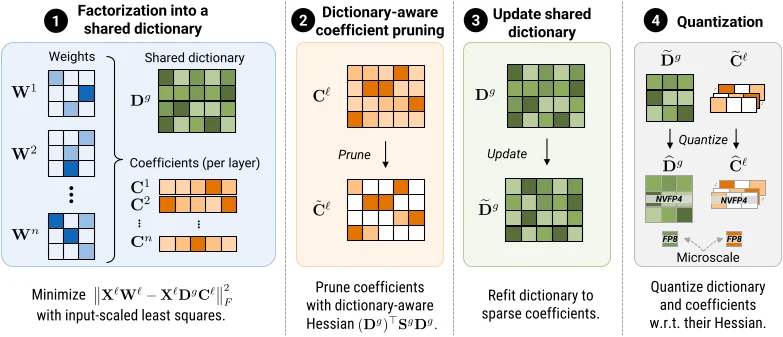 1 Factorization into a
shared dictionary
Weights
Shared dictionary
W¹
W²
⋮
Wⁿ
Dᵍ
Coefficients (per layer)
C¹
C²
⋮ ⋮
Cⁿ
Minimize ‖XˡWˡ − XˡDᵍCˡ‖²_F
with input-scaled least squares.
2 Dictionary-aware
coefficient pruning
Cˡ
Prune
C̃ˡ
Prune coefficients
with dictionary-aware
Hessian (Dᵍ)ᵀSᵍDᵍ.
3 Update shared
dictionary
Dᵍ
Update
D̃ᵍ
Refit dictionary to
sparse coefficients.
4 Quantization
D̃ᵍ C̃ˡ
Quantize
D̂ᵍ Ĉˡ
NVFP4 NVFP4
FP8 FP8
Microscale
Quantize dictionary
and coefficients
w.r.t. their Hessian.